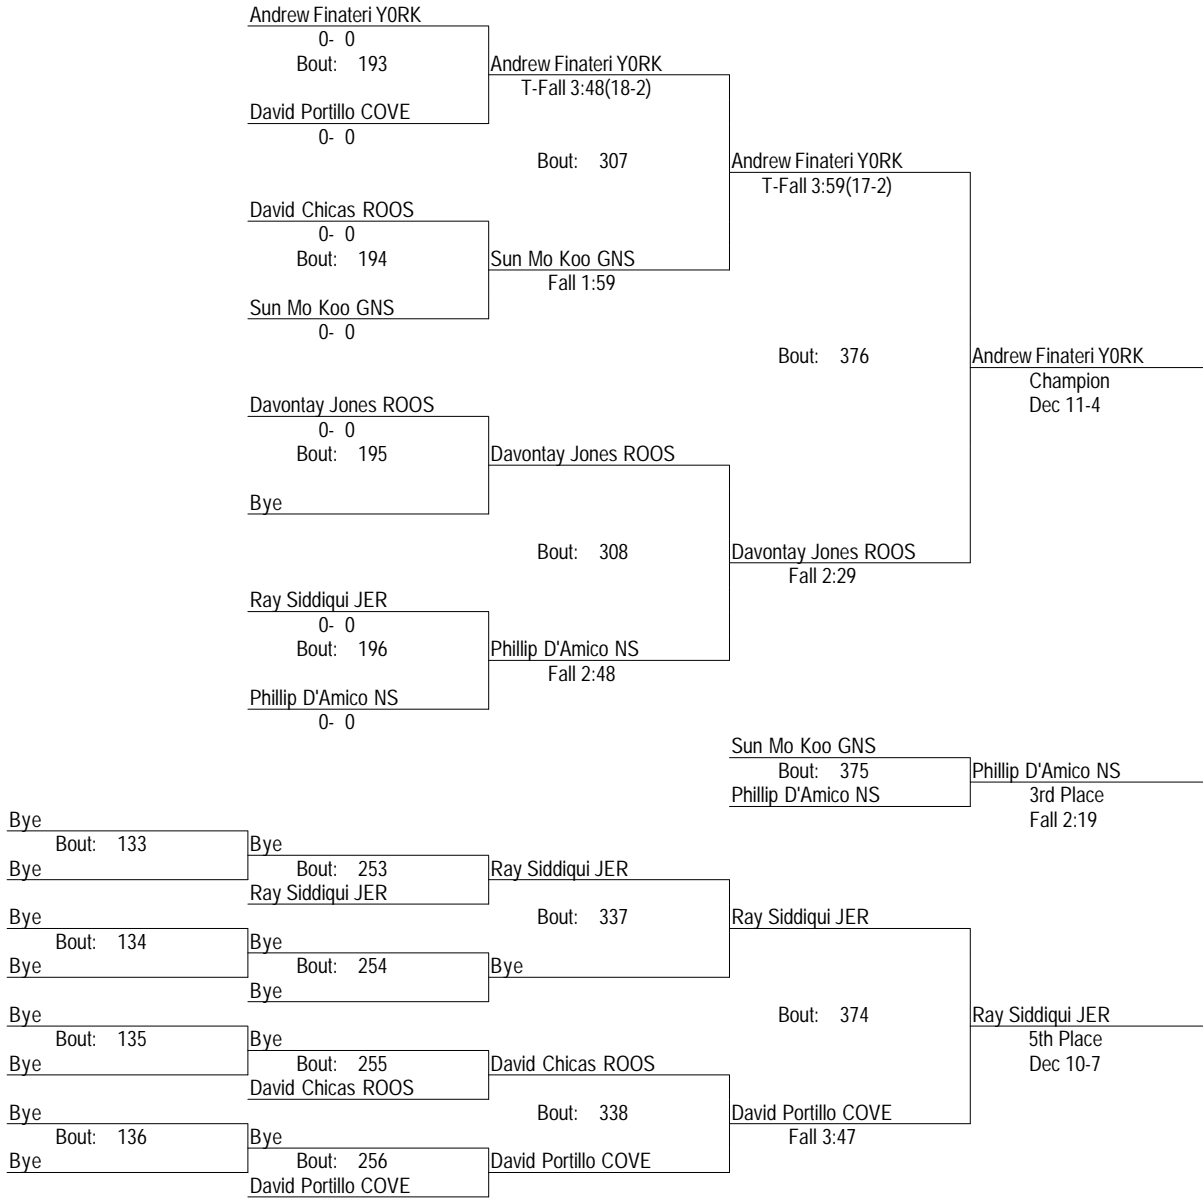 Andrew Finateri Y0RK
0- 0
Bout: 193
Andrew Finateri Y0RK
T-Fall 3:48(18-2)
David Portillo COVE
0- 0
Bout: 307
Andrew Finateri Y0RK
T-Fall 3:59(17-2)
David Chicas ROOS
0- 0
Bout: 194
Sun Mo Koo GNS
Fall 1:59
Sun Mo Koo GNS
0- 0
Bout: 376
Andrew Finateri Y0RK
Champion
Dec 11-4
Davontay Jones ROOS
0- 0
Bout: 195
Davontay Jones ROOS
Bye
Bout: 308
Davontay Jones ROOS
Fall 2:29
Ray Siddiqui JER
0- 0
Bout: 196
Phillip D'Amico NS
Fall 2:48
Phillip D'Amico NS
0- 0
Sun Mo Koo GNS
Bout: 375
Phillip D'Amico NS
Phillip D'Amico NS
3rd Place
Fall 2:19
Bye
Bout: 133
Bye
Bye
Bout: 253
Ray Siddiqui JER
Ray Siddiqui JER
Bye
Bout: 134
Bye
Bye
Bout: 254
Bye
Bye
Bout: 337
Ray Siddiqui JER
Bye
Bout: 135
Bye
Bye
Bout: 255
David Chicas ROOS
David Chicas ROOS
Bye
Bout: 136
Bye
Bye
Bout: 256
David Portillo COVE
David Portillo COVE
Bout: 338
David Portillo COVE
Fall 3:47
Bout: 374
Ray Siddiqui JER
5th Place
Dec 10-7